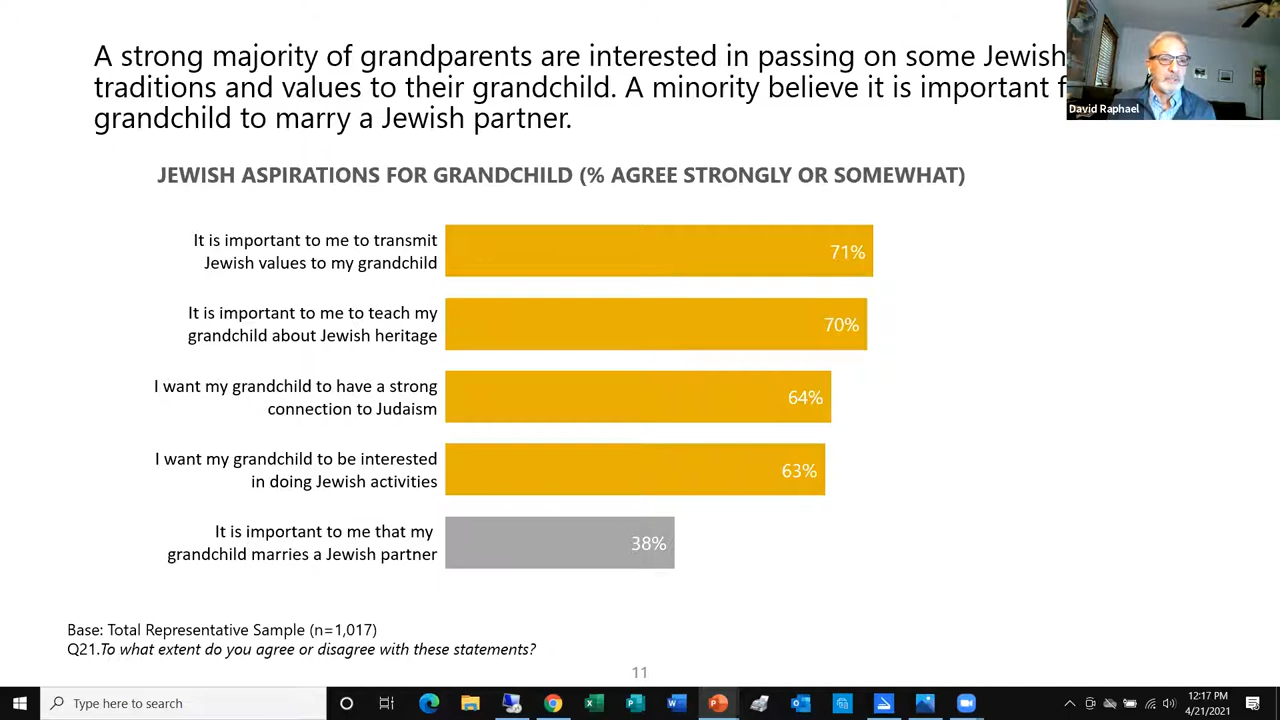 A strong majority of grandparents are interested in passing on some Jewish
traditions and values to their grandchild. A minority believe it is important
grandchild to marry a Jewish partner.
David Raphael
JEWISH ASPIRATIONS FOR GRANDCHILD (% AGREE STRONGLY OR SOMEWHAT)
It is important to me to transmit
Jewish values to my grandchild
71%
It is important to me to teach my
grandchild about Jewish heritage
70%
I want my grandchild to have a strong
connection to Judaism
64%
I want my grandchild to be interested
in doing Jewish activities
63%
It is important to me that my
grandchild marries a Jewish partner
38%
Base: Total Representative Sample (n=1,017)
Q21.To what extent do you agree or disagree with these statements?
11
Type here to search
12:17 PM
4/21/2021